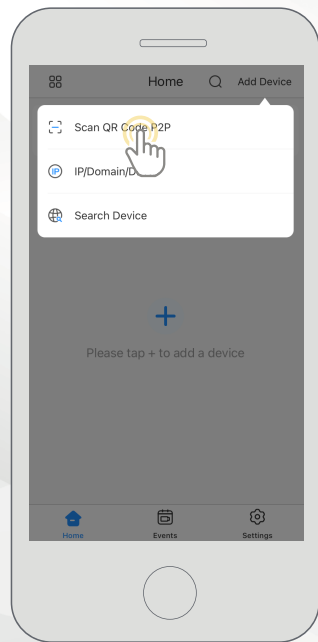 Home
Add Device
Scan QR Code P2P
IP
IP/Domain/D
Search Device
Please tap + to add a device
Home
Events
Settings